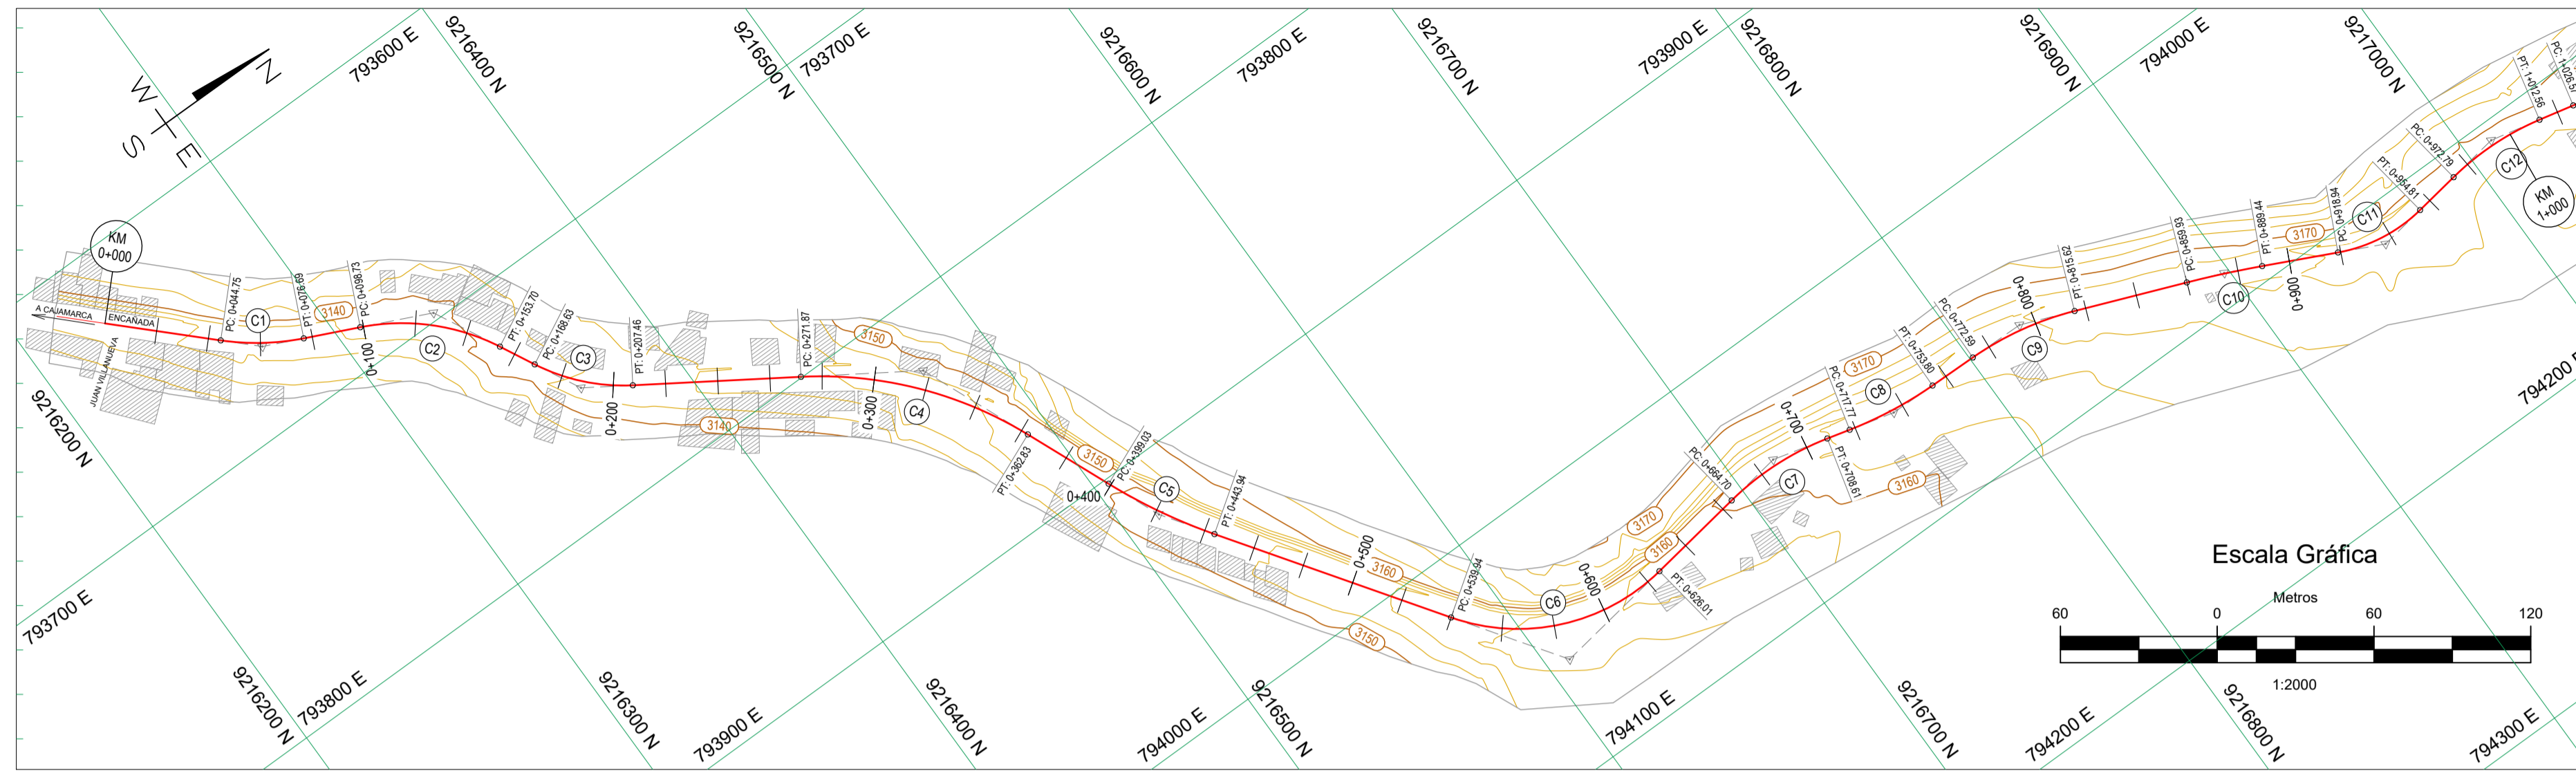 793600 E
9216400 N
9216500 N
793700 E
9216600 N
793800 E
9216700 N
793900 E
9216800 N
9216900 N
794000 E
9217000 N
N
W
S
E
KM
0+000
A CAJAMARCA
ENCAÑADA
JUAN VILLANUEVA
PC: 0+044.75
C1
PT: 0+076.69
3140
PC: 0+098.73
0+100
C2
PT: 0+153.70
PC: 0+168.63
C3
0+200
PT: 0+207.46
3140
PC: 0+271.87
3150
0+300
C4
PT: 0+362.83
3150
0+400
PC: 0+399.03
C5
PT: 0+443.94
0+500
3160
3150
PC: 0+539.94
C6
0+600
PT: 0+626.01
3160
3170
PC: 0+664.70
C7
0+700
PT: 0+708.61
PC: 0+717.77
C8
3170
3160
PT: 0+753.80
PC: 0+772.59
C9
0+800
PT: 0+815.62
PC: 0+859.93
C10
PT: 0+889.44
0+900
3170
PC: 0+918.94
C11
PT: 0+954.81
PC: 0+972.79
C12
KM
1+000
PT: 1+012.56
PC: 1+026.57
9216200 N
793700 E
9216200 N
793800 E
9216300 N
793900 E
9216400 N
794000 E
9216500 N
794100 E
9216700 N
794200 E
9216800 N
794300 E
794200 E
Escala Gráfica
Metros
60 0 60 120
1:2000